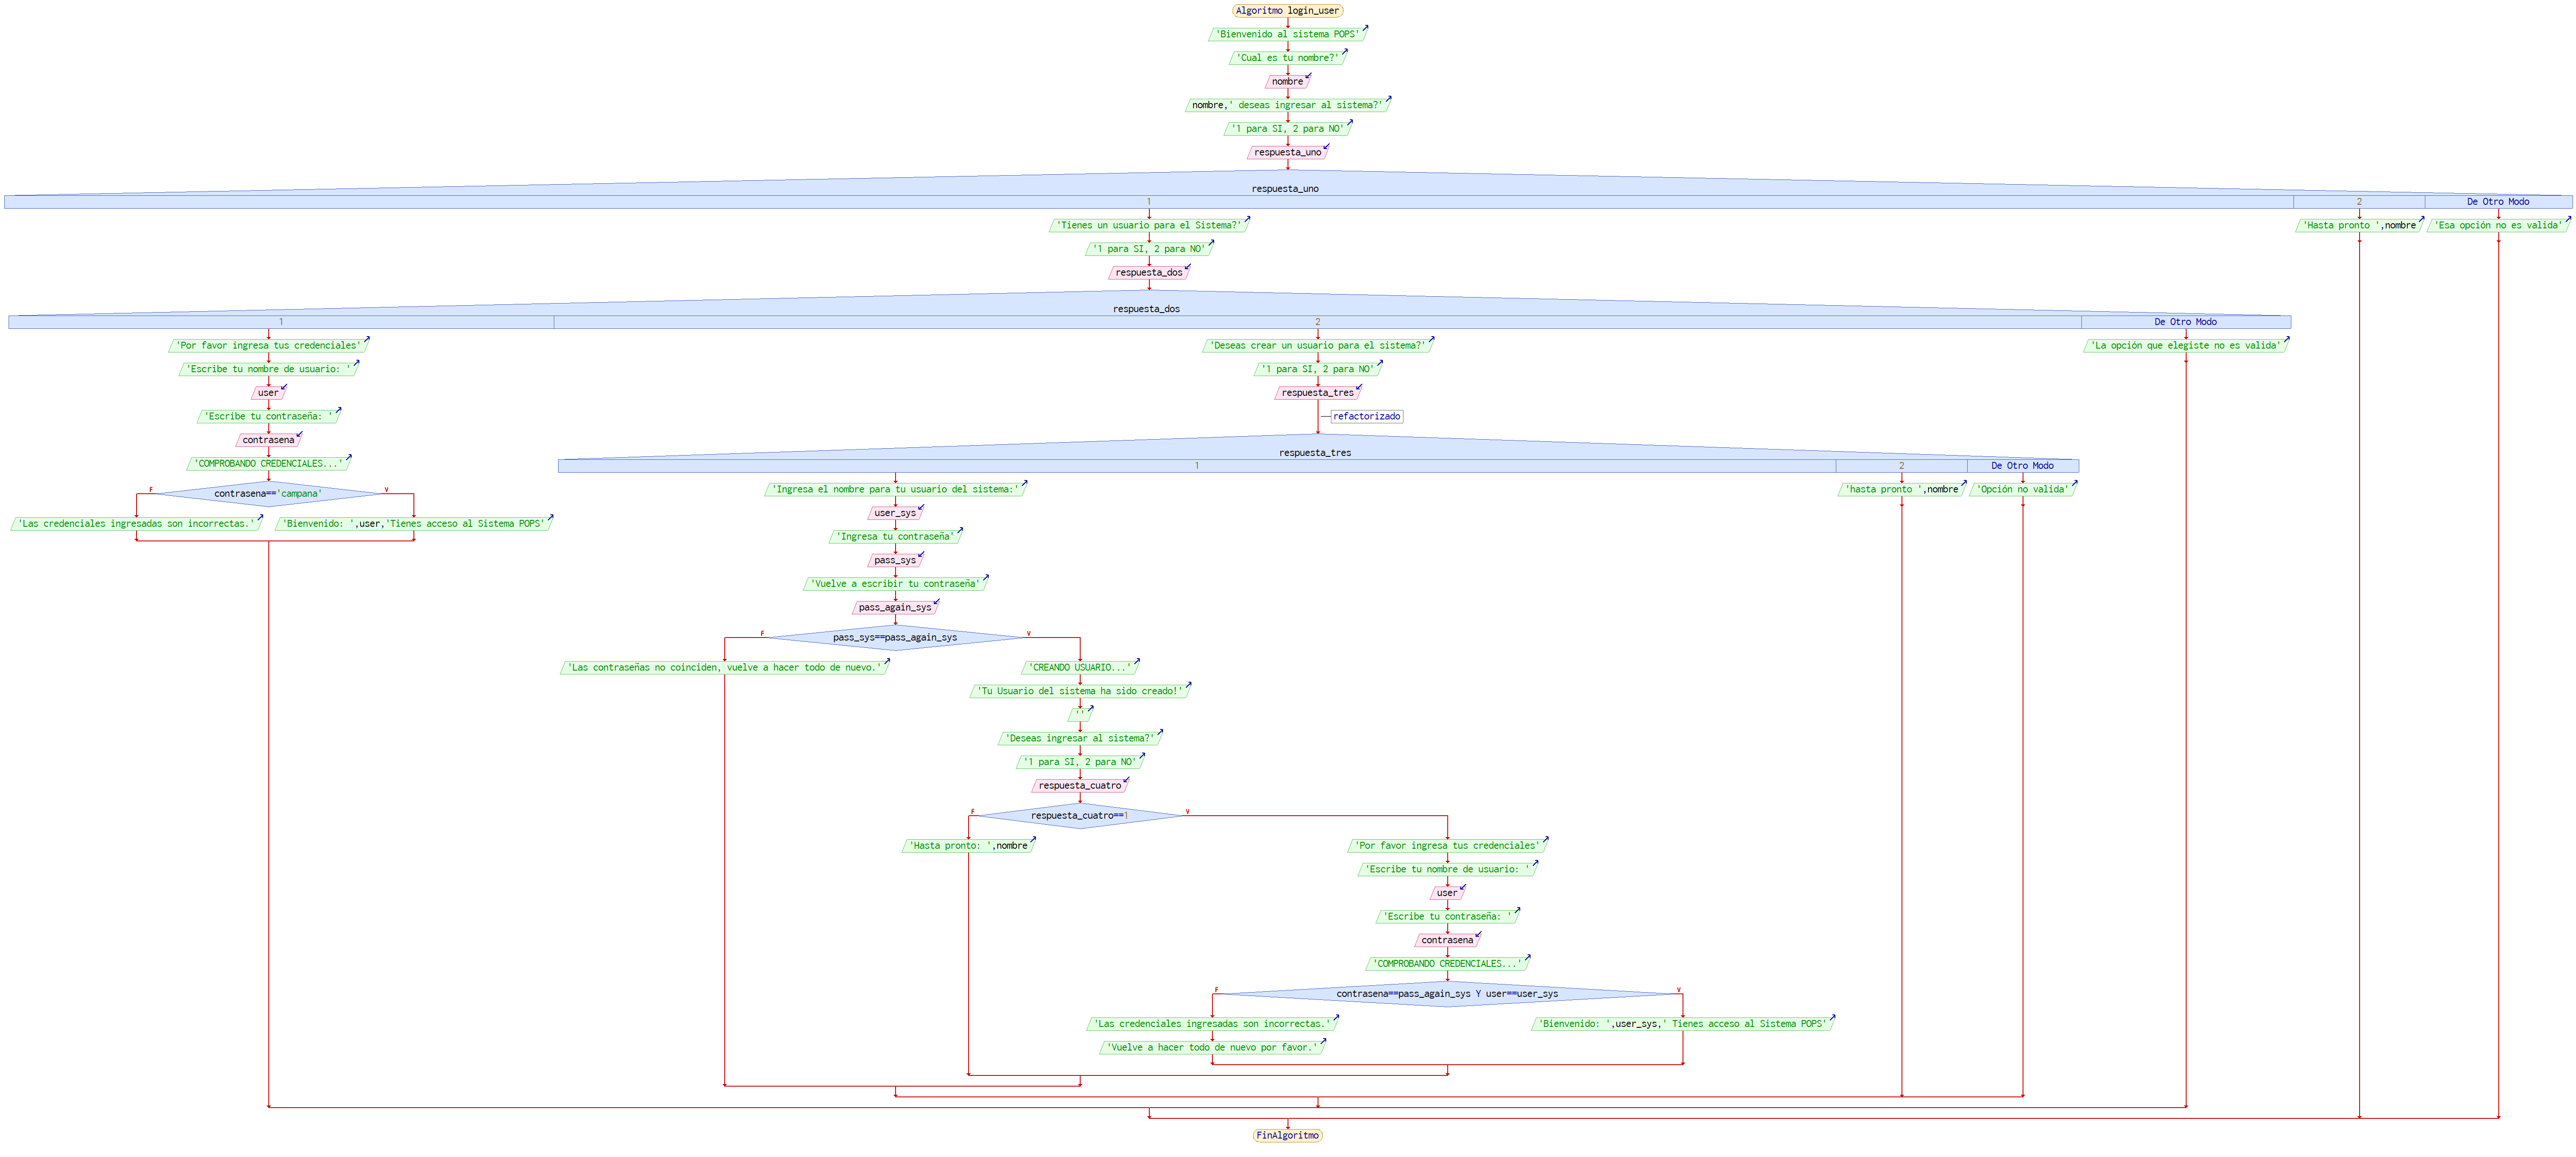 Algoritmo login_user
'Bienvenido al sistema POPS'
'Cual es tu nombre?'
nombre
nombre,' deseas ingresar al sistema?'
'1 para SI, 2 para NO'
respuesta_uno
respuesta_uno
1
2
De Otro Modo
'Tienes un usuario para el Sistema?'
'Hasta pronto ',nombre
'Esa opción no es valida'
'1 para SI, 2 para NO'
respuesta_dos
respuesta_dos
1
2
De Otro Modo
'Por favor ingresa tus credenciales'
'Escribe tu nombre de usuario: '
user
'Escribe tu contraseña: '
contrasena
'COMPROBANDO CREDENCIALES...'
contrasena=='campana'
F
V
'Las credenciales ingresadas son incorrectas.'
'Bienvenido: ',user,'Tienes acceso al Sistema POPS'
'Deseas crear un usuario para el sistema?'
'1 para SI, 2 para NO'
respuesta_tres
refactorizado
respuesta_tres
1
2
De Otro Modo
'Ingresa el nombre para tu usuario del sistema:'
user_sys
'Ingresa tu contraseña'
pass_sys
'Vuelve a escribir tu contraseña'
pass_again_sys
pass_sys==pass_again_sys
F
V
'Las contraseñas no coinciden, vuelve a hacer todo de nuevo.'
'CREANDO USUARIO...'
'Tu Usuario del sistema ha sido creado!'
''
'Deseas ingresar al sistema?'
'1 para SI, 2 para NO'
respuesta_cuatro
respuesta_cuatro==1
F
V
'Hasta pronto: ',nombre
'Por favor ingresa tus credenciales'
'Escribe tu nombre de usuario: '
user
'Escribe tu contraseña: '
contrasena
'COMPROBANDO CREDENCIALES...'
contrasena==pass_again_sys Y user==user_sys
F
V
'Las credenciales ingresadas son incorrectas.'
'Vuelve a hacer todo de nuevo por favor.'
'Bienvenido: ',user_sys,' Tienes acceso al Sistema POPS'
'hasta pronto ',nombre
'Opción no valida'
'La opción que elegiste no es valida'
FinAlgoritmo